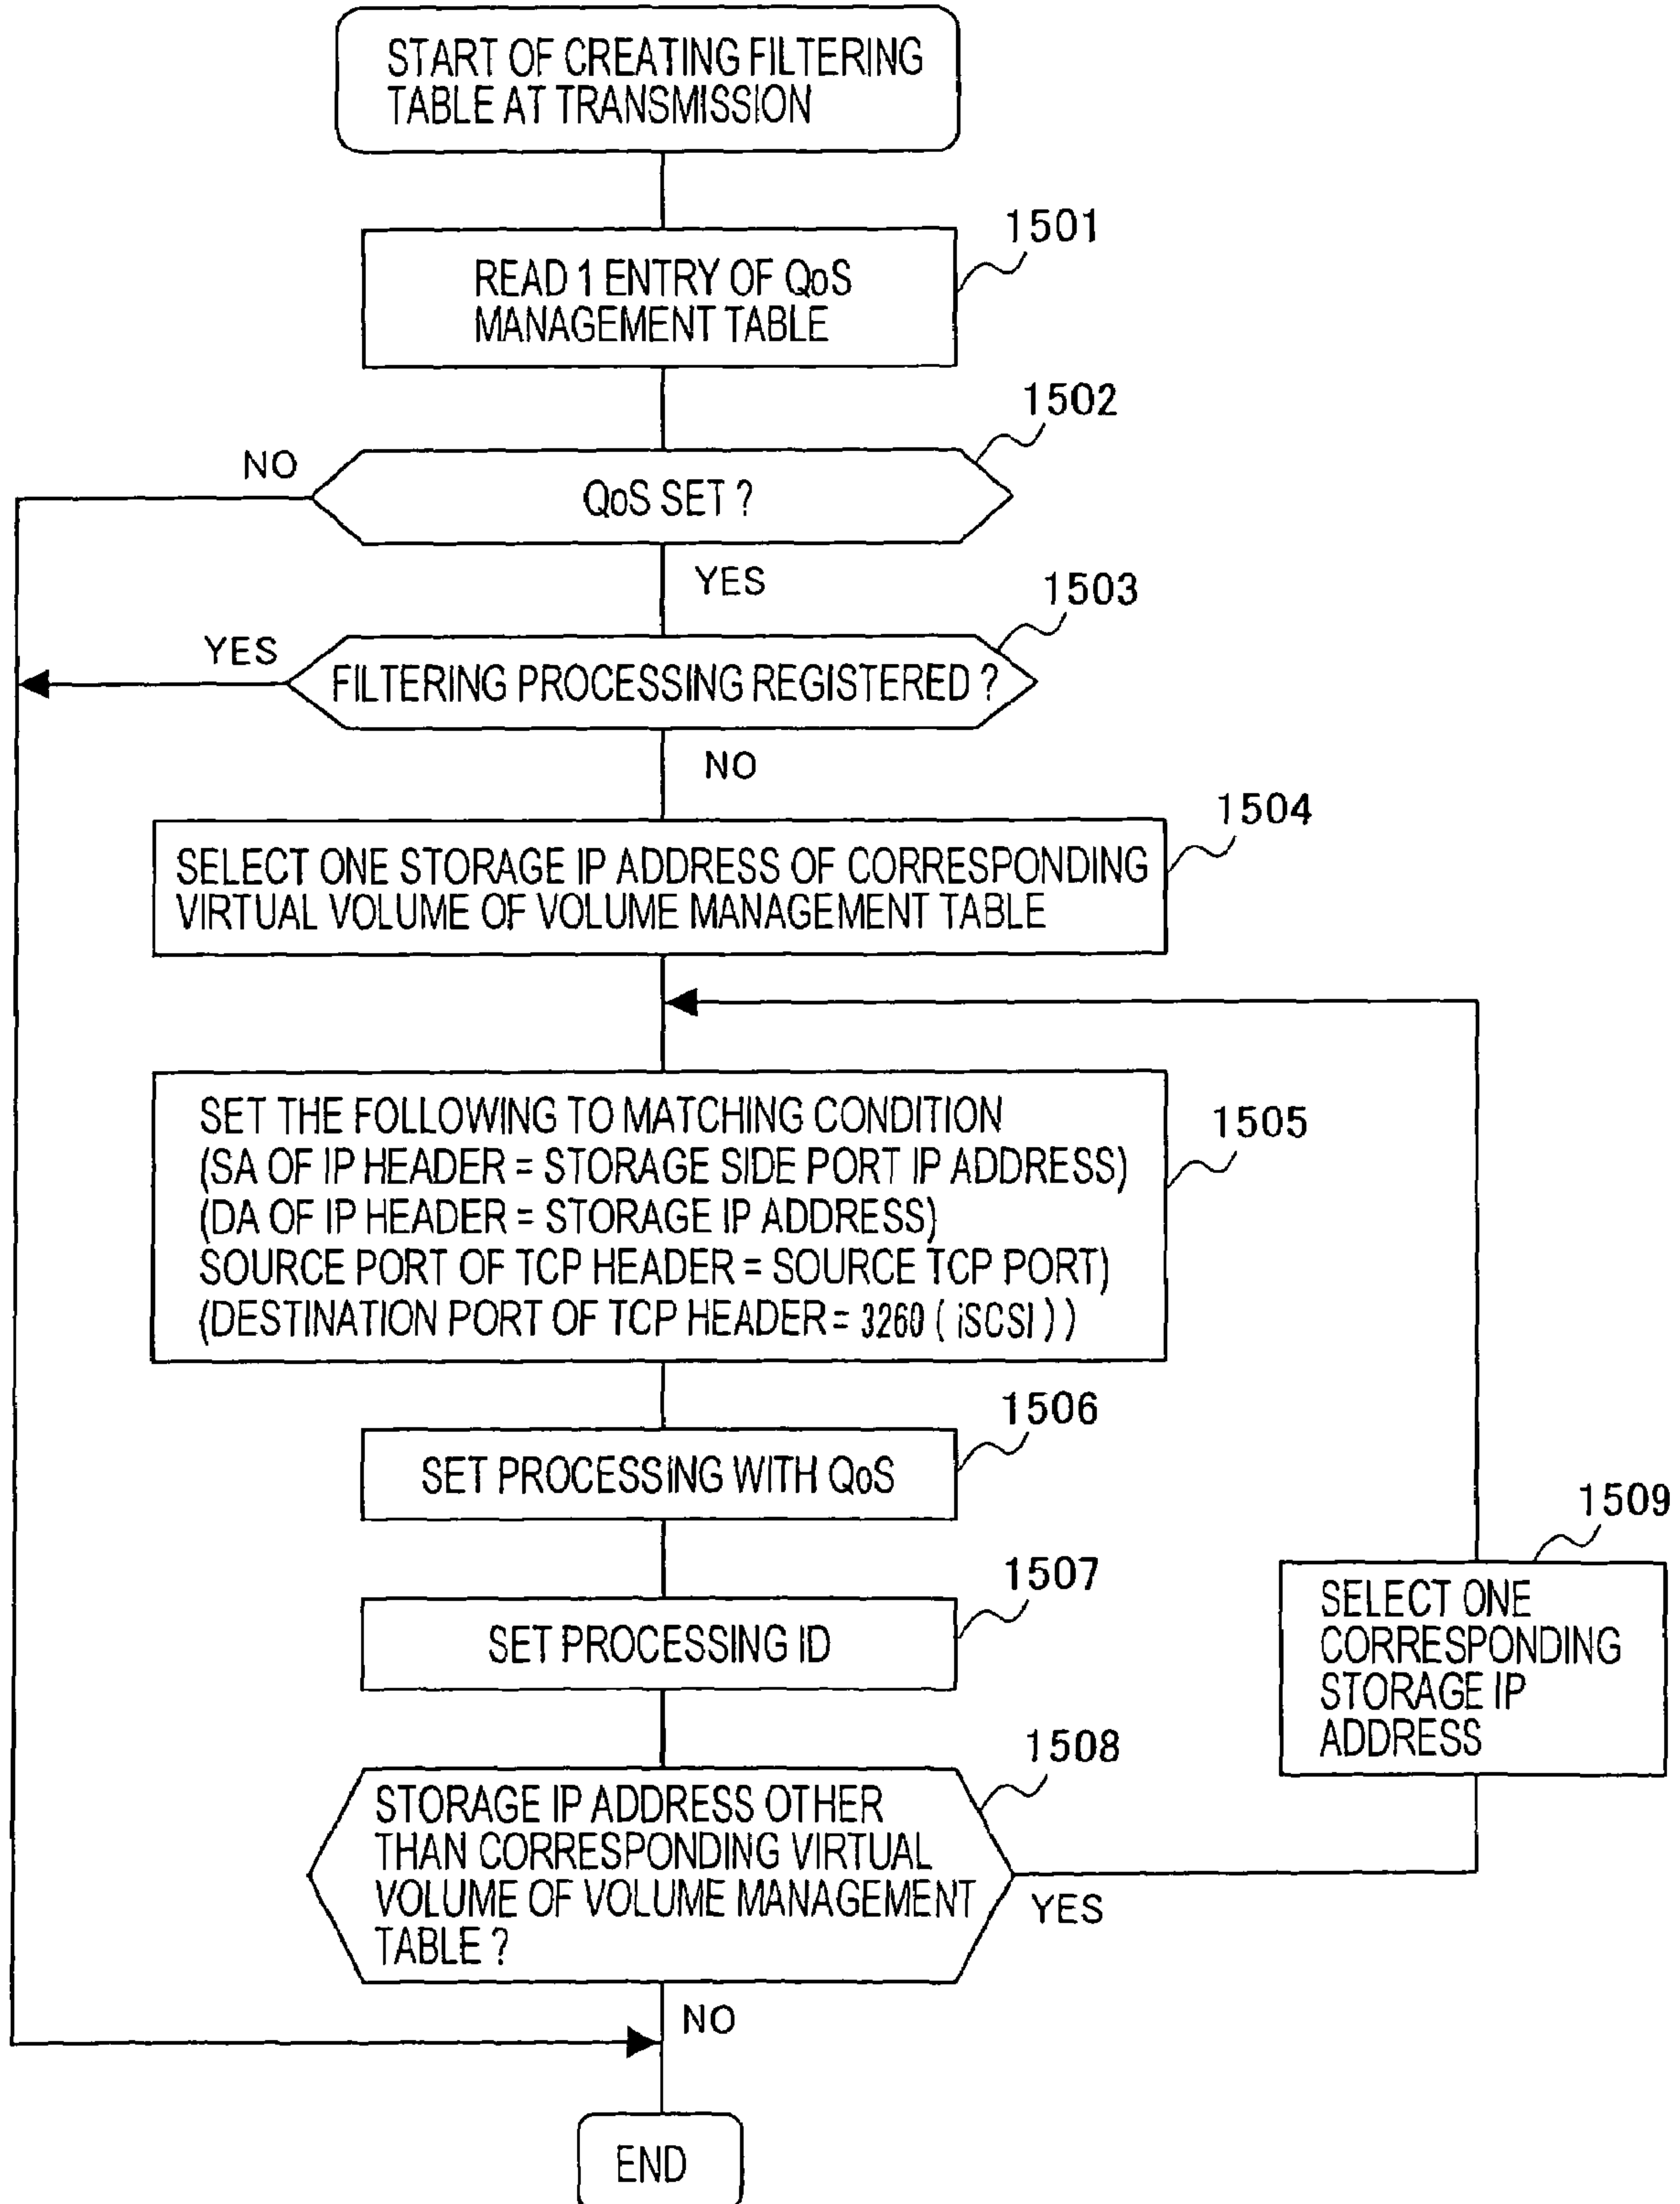 START OF CREATING FILTERING
TABLE AT TRANSMISSION
1501
READ 1 ENTRY OF QoS
MANAGEMENT TABLE
1502
NO
QoS SET ?
YES
1503
YES
FILTERING PROCESSING REGISTERED ?
NO
1504
SELECT ONE STORAGE IP ADDRESS OF CORRESPONDING
VIRTUAL VOLUME OF VOLUME MANAGEMENT TABLE
SET THE FOLLOWING TO MATCHING CONDITION
1505
(SA OF IP HEADER = STORAGE SIDE PORT IP ADDRESS)
(DA OF IP HEADER = STORAGE IP ADDRESS)
SOURCE PORT OF TCP HEADER = SOURCE TCP PORT)
(DESTINATION PORT OF TCP HEADER = 3260 ( iSCSI ) )
1506
SET PROCESSING WITH QoS
1507
SET PROCESSING ID
1509
SELECT ONE
CORRESPONDING
STORAGE IP
ADDRESS
1508
STORAGE IP ADDRESS OTHER
THAN CORRESPONDING VIRTUAL
VOLUME OF VOLUME MANAGEMENT
TABLE ?
YES
NO
END